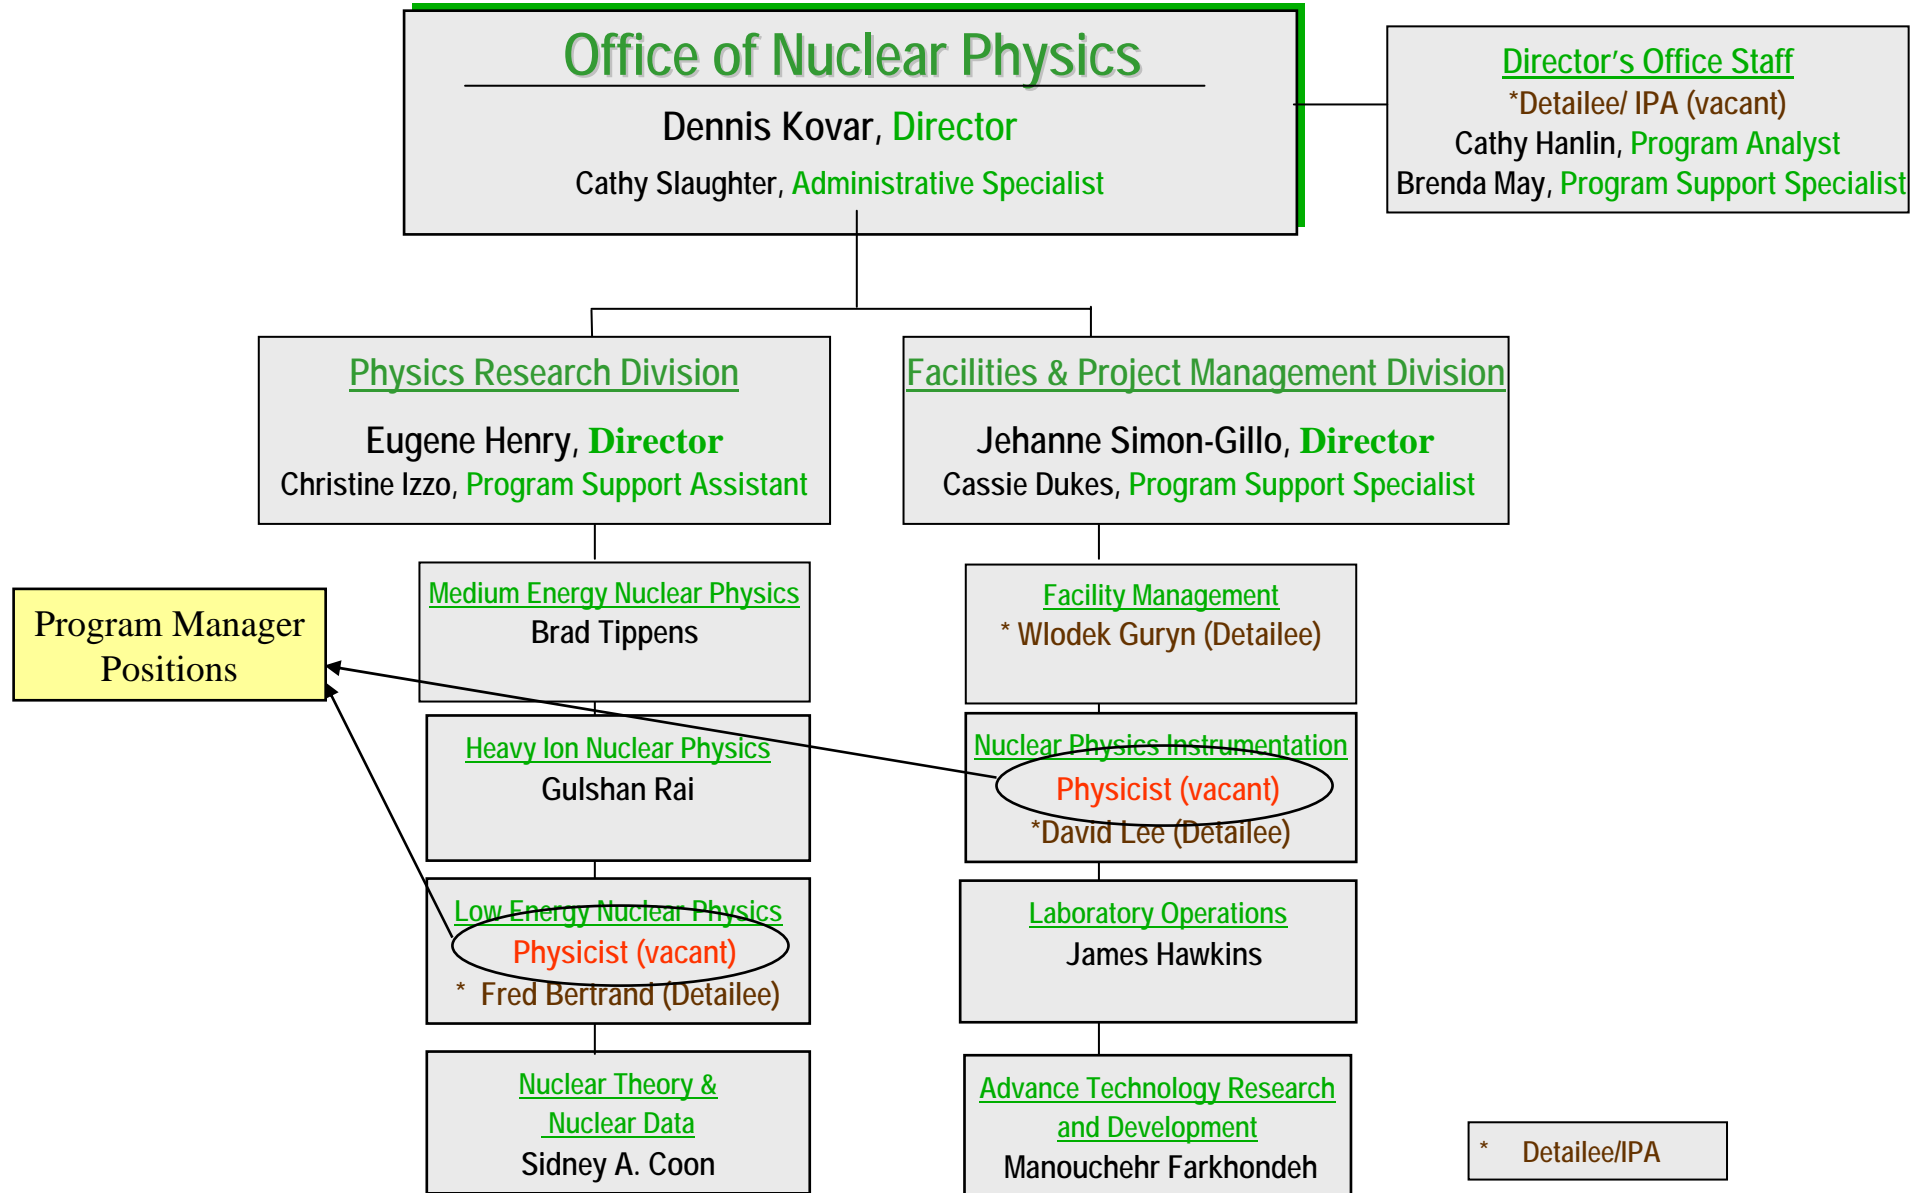 Office of Nuclear Physics
Dennis Kovar, Director
Cathy Slaughter, Administrative Specialist
Director's Office Staff
*Detailee/ IPA (vacant)
Cathy Hanlin, Program Analyst
Brenda May, Program Support Specialist
Physics Research Division
Eugene Henry, Director
Christine Izzo, Program Support Assistant
Facilities & Project Management Division
Jehanne Simon-Gillo, Director
Cassie Dukes, Program Support Specialist
Program Manager
Positions
Medium Energy Nuclear Physics
Brad Tippens
Heavy Ion Nuclear Physics
Gulshan Rai
Low Energy Nuclear Physics
Physicist (vacant)
* Fred Bertrand (Detailee)
Nuclear Theory &
Nuclear Data
Sidney A. Coon
Facility Management
* Wlodek Guryn (Detailee)
Nuclear Physics Instrumentation
Physicist (vacant)
*David Lee (Detailee)
Laboratory Operations
James Hawkins
Advance Technology Research
and Development
Manouchehr Farkhondeh
* Detailee/IPA